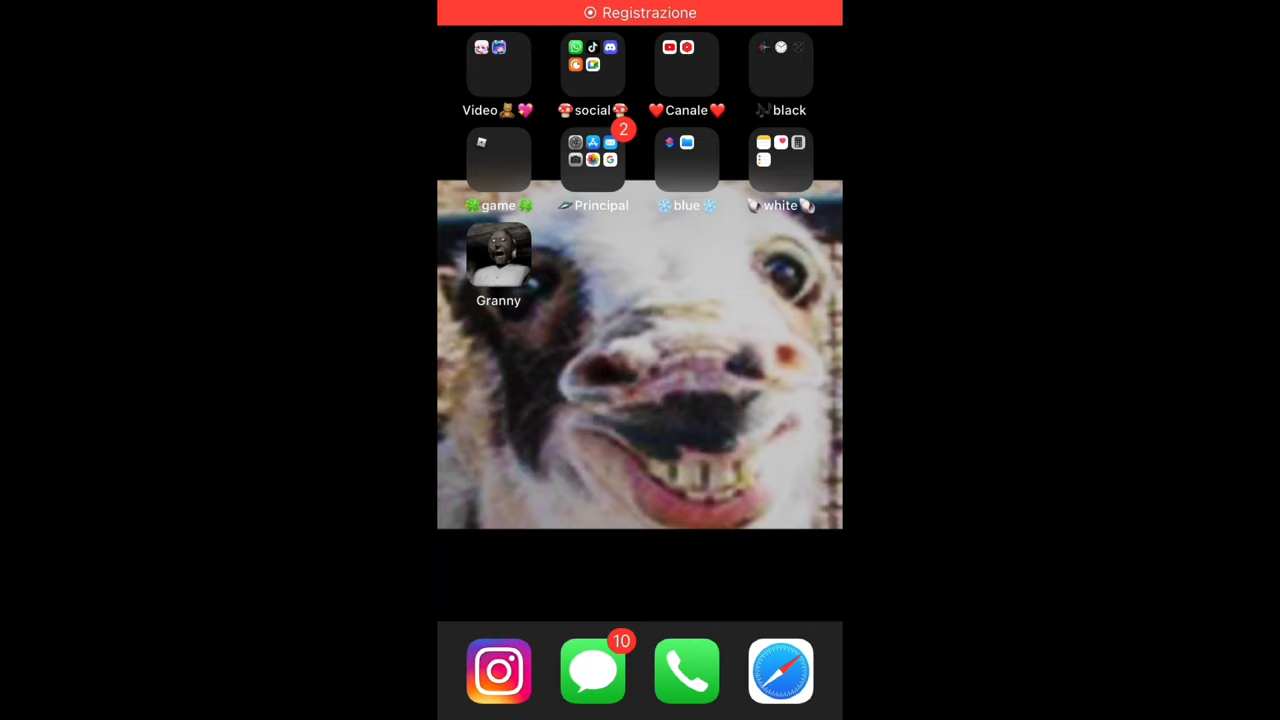 Registrazione
Video🧸💖
🍄social🍄
❤️Canale❤️
🎶black
2
🍀game🍀
🛸Principal
❄️blue❄️
🐚white🐚
Granny
10